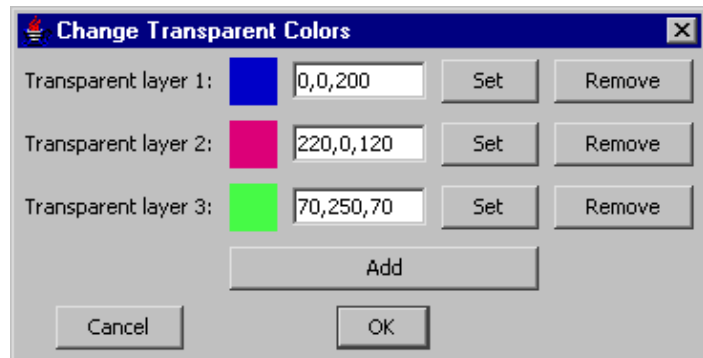 Change Transparent Colors
Transparent layer 1: 0,0,200 Set Remove
Transparent layer 2: 220,0,120 Set Remove
Transparent layer 3: 70,250,70 Set Remove
Add
Cancel OK